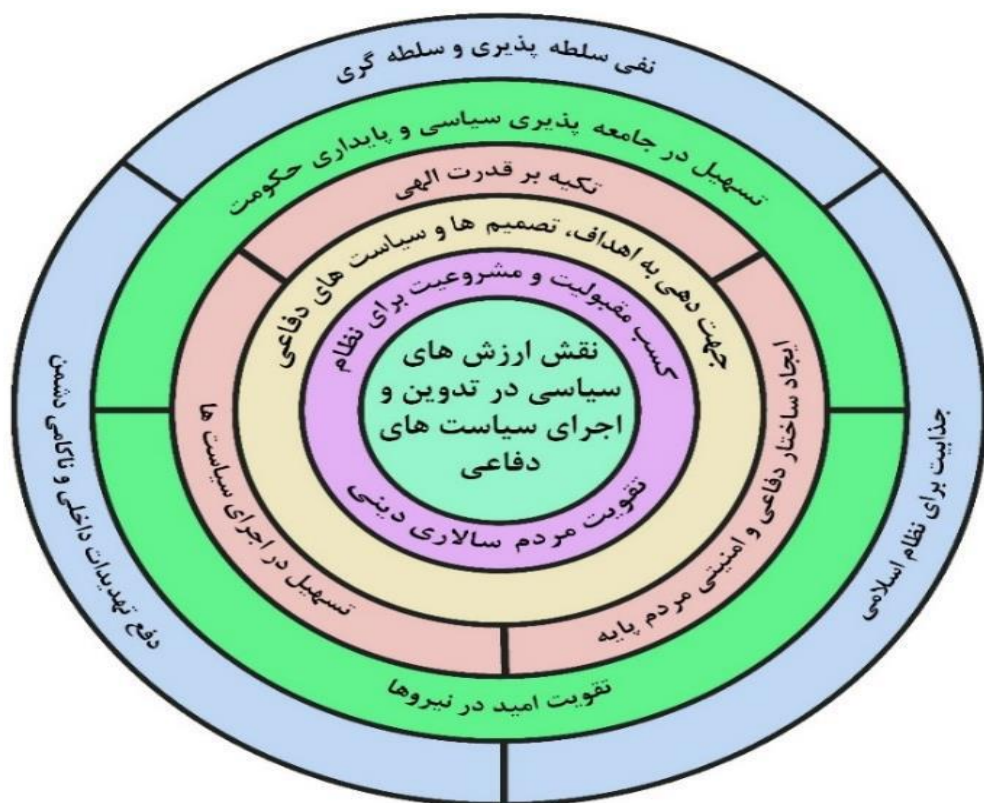 نفی سلطه پذیری و سلطه گری
تسهیل در جامعه پذیری سیاسی و پایداری حکومت
تکیه بر قدرت الهی
جهت دهی به اهداف، تصمیم ها و سیاست های دفاعی
کسب مقبولیت و مشروعیت برای نظام
نقش ارزش های
سیاسی در تدوین و
اجرای سیاست های
دفاعی
تقویت مردم سالاری دینی
ایجاد ساختار دفاعی و امنیتی مردم پایه
تسهیل در اجرای سیاست ها
جذابیت برای نظام اسلامی
دفع تهدیدات داخلی و ناکامی دشمن
تقویت امید در نیروها